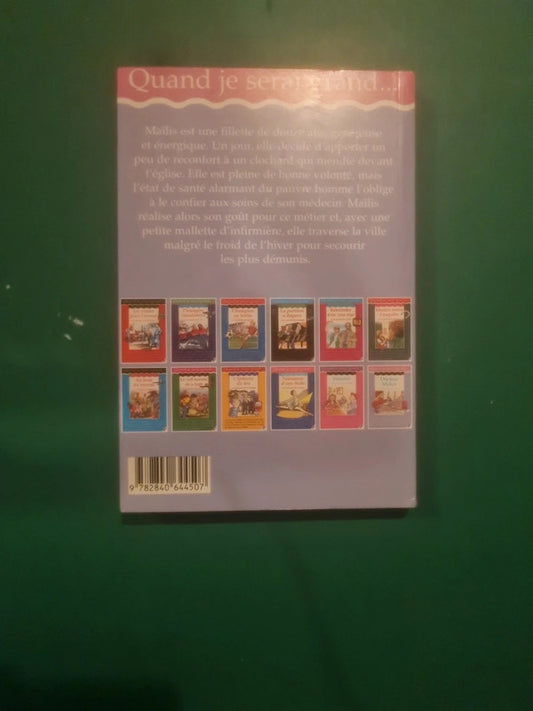 Quand je serai grand...
Maïlis est une fillette de douze ans, généreuse
et énergique. Un jour, elle décide d'apporter un
peu de réconfort à un clochard qui mendie devant
l'église. Elle est pleine de bonne volonté, mais
l'état de santé alarmant du pauvre homme l'oblige
à le confier aux soins de son médecin. Maïlis
réalise alors son goût pour ce métier et, avec une
petite mallette d'infirmière, elle traverse la ville
malgré le froid de l'hiver pour secourir
les plus démunis.
9 782840 644507